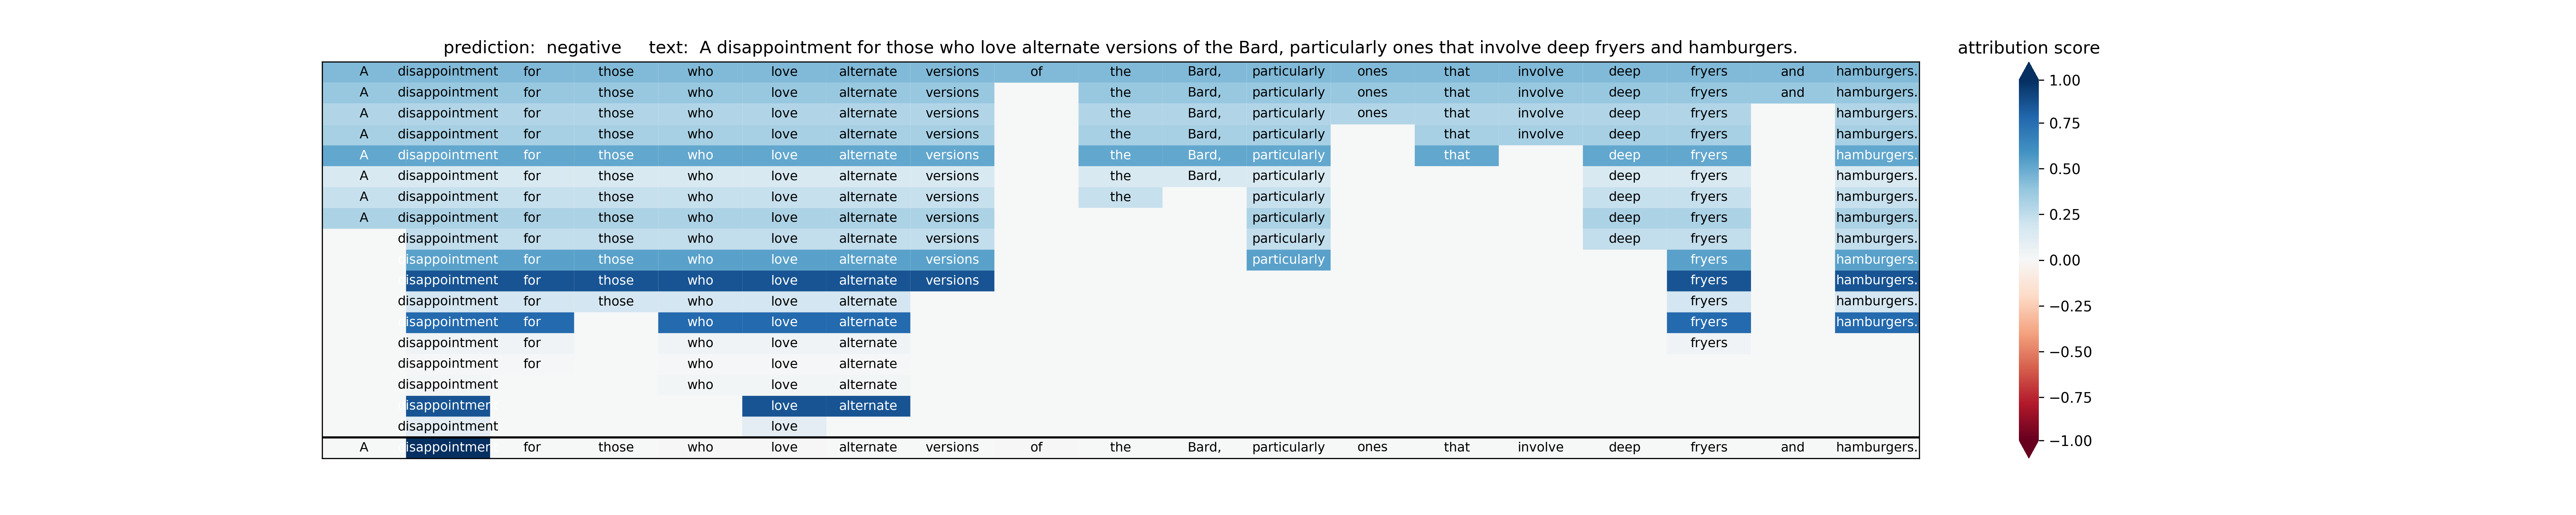 prediction:  negative     text:  A disappointment for those who love alternate versions of the Bard, particularly ones that involve deep fryers and hamburgers.
attribution score
A disappointment for those who love alternate versions of the Bard, particularly ones that involve deep fryers and hamburgers.
A disappointment for those who love alternate versions the Bard, particularly ones that involve deep fryers and hamburgers.
A disappointment for those who love alternate versions the Bard, particularly ones that involve deep fryers hamburgers.
A disappointment for those who love alternate versions the Bard, particularly that involve deep fryers hamburgers.
A disappointment for those who love alternate versions the Bard, particularly that deep fryers hamburgers.
A disappointment for those who love alternate versions the Bard, particularly deep fryers hamburgers.
A disappointment for those who love alternate versions the particularly deep fryers hamburgers.
A disappointment for those who love alternate versions particularly deep fryers hamburgers.
disappointment for those who love alternate versions particularly deep fryers hamburgers.
disappointment for those who love alternate versions particularly fryers hamburgers.
disappointment for those who love alternate versions fryers hamburgers.
disappointment for those who love alternate fryers hamburgers.
disappointment for who love alternate fryers hamburgers.
disappointment for who love alternate fryers
disappointment for who love alternate
disappointment who love alternate
isappointmen love alternate
disappointment love
A isappointmen for those who love alternate versions of the Bard, particularly ones that involve deep fryers and hamburgers.
1.00
0.75
0.50
0.25
0.00
−0.25
−0.50
−0.75
−1.00